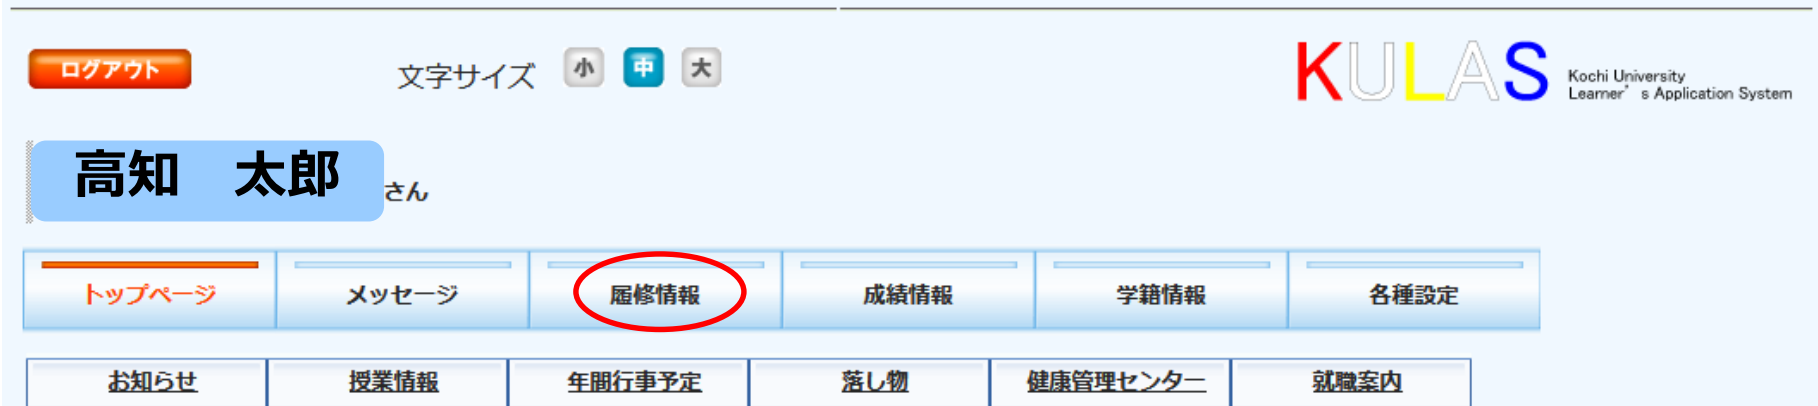 ログアウト
文字サイズ 小 中 大
KULAS
Kochi University
Learner’s Application System
高知　太郎 さん
トップページ メッセージ 履修情報 成績情報 学籍情報 各種設定
お知らせ 授業情報 年間行事予定 落し物 健康管理センター 就職案内